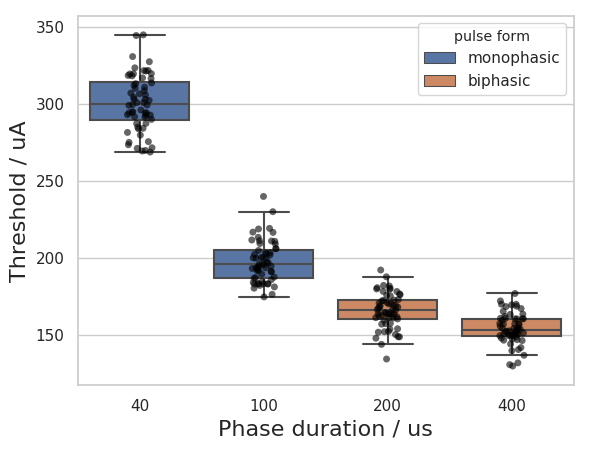 350
300
250
200
150
Threshold / uA
pulse form
monophasic
biphasic
40 100 200 400
Phase duration / us